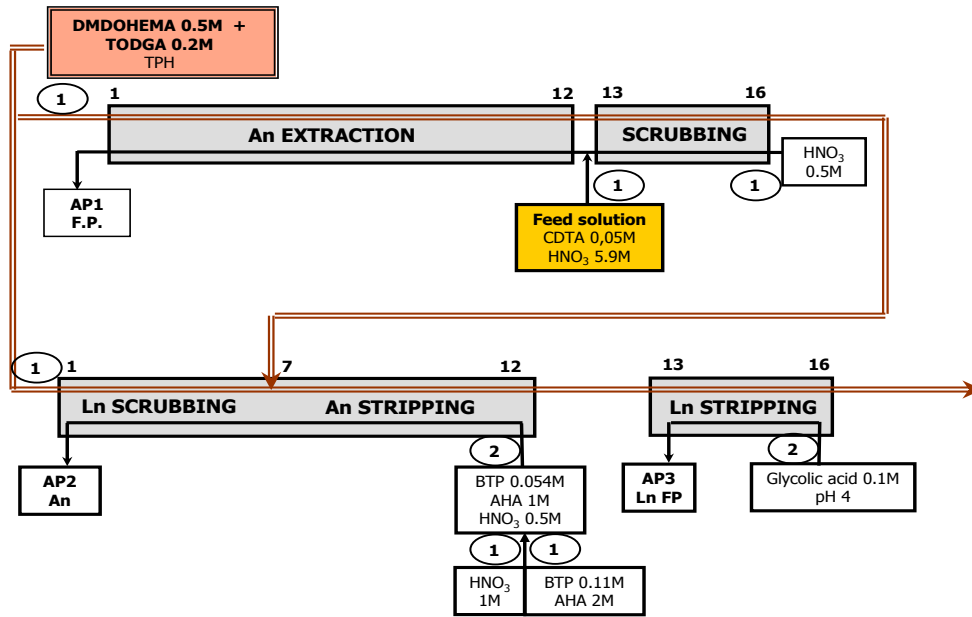 DMDOHEMA 0.5M +
TODGA 0.2M
TPH
1
1
12
13
16
An EXTRACTION
SCRUBBING
HNO₃
0.5M
1
1
AP1
F.P.
Feed solution
CDTA 0,05M
HNO₃ 5.9M
1
1
7
12
13
16
Ln SCRUBBING
An STRIPPING
Ln STRIPPING
2
2
AP2
An
BTP 0.054M
AHA 1M
HNO₃ 0.5M
AP3
Ln FP
Glycolic acid 0.1M
pH 4
1
1
HNO₃
1M
BTP 0.11M
AHA 2M